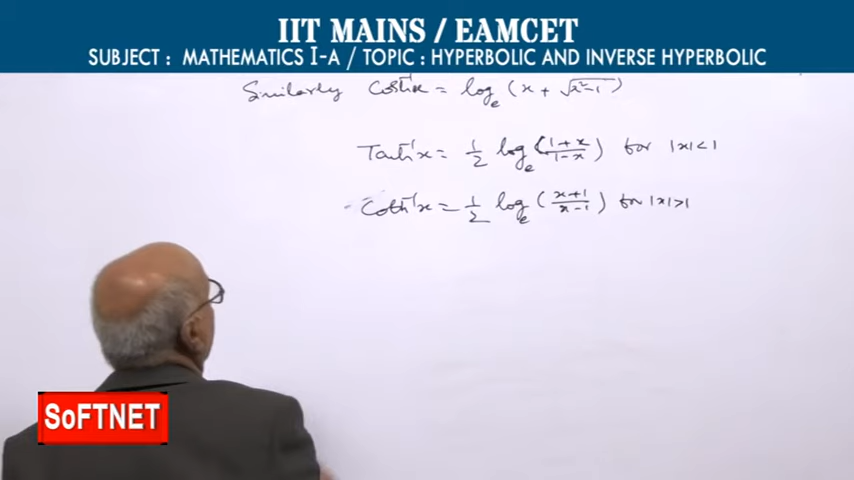 IIT MAINS / EAMCET
SUBJECT : MATHEMATICS I-A / TOPIC : HYPERBOLIC AND INVERSE HYPERBOLIC
Similarly Cosh⁻¹x = logₑ (x + √(x²-1))
Tanh⁻¹x = 1/2 logₑ ((1+x)/(1-x)) for |x|<1
Coth⁻¹x = 1/2 logₑ ((x+1)/(x-1)) for |x|>1
SoFTNET